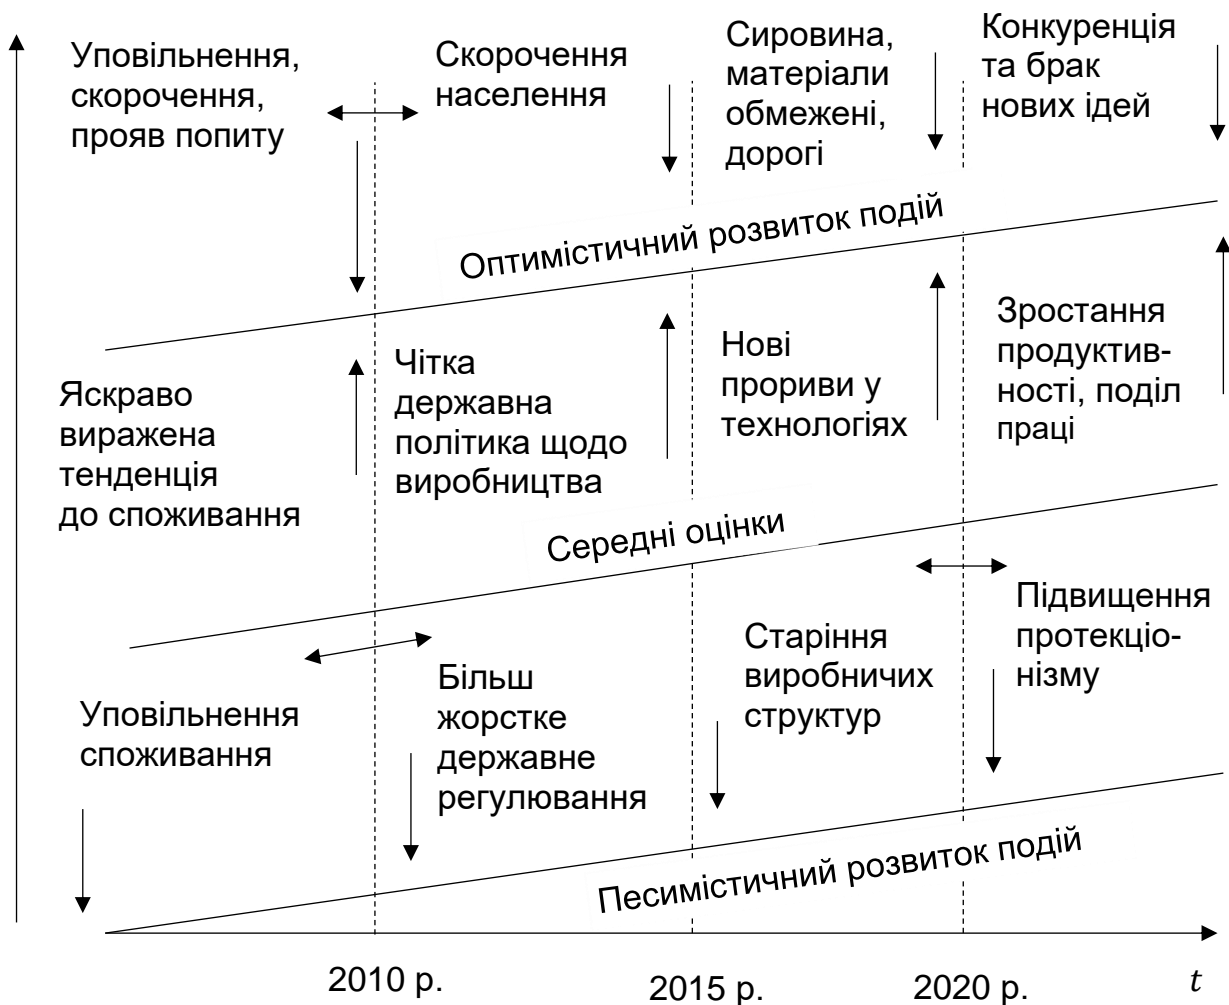 Уповільнення,
скорочення,
прояв попиту
Скорочення
населення
Сировина,
матеріали
обмежені,
дорогі
Конкуренція
та брак
нових ідей
Оптимістичний розвиток подій
Яскраво
виражена
тенденція
до споживання
Чітка
державна
політика щодо
виробництва
Нові
прориви у
технологіях
Зростання
продуктив-
ності, поділ
праці
Середні оцінки
Уповільнення
споживання
Більш
жорстке
державне
регулювання
Старіння
виробничих
структур
Підвищення
протекціо-
нізму
Песимістичний розвиток подій
2010 р.
2015 р.
2020 р.
t